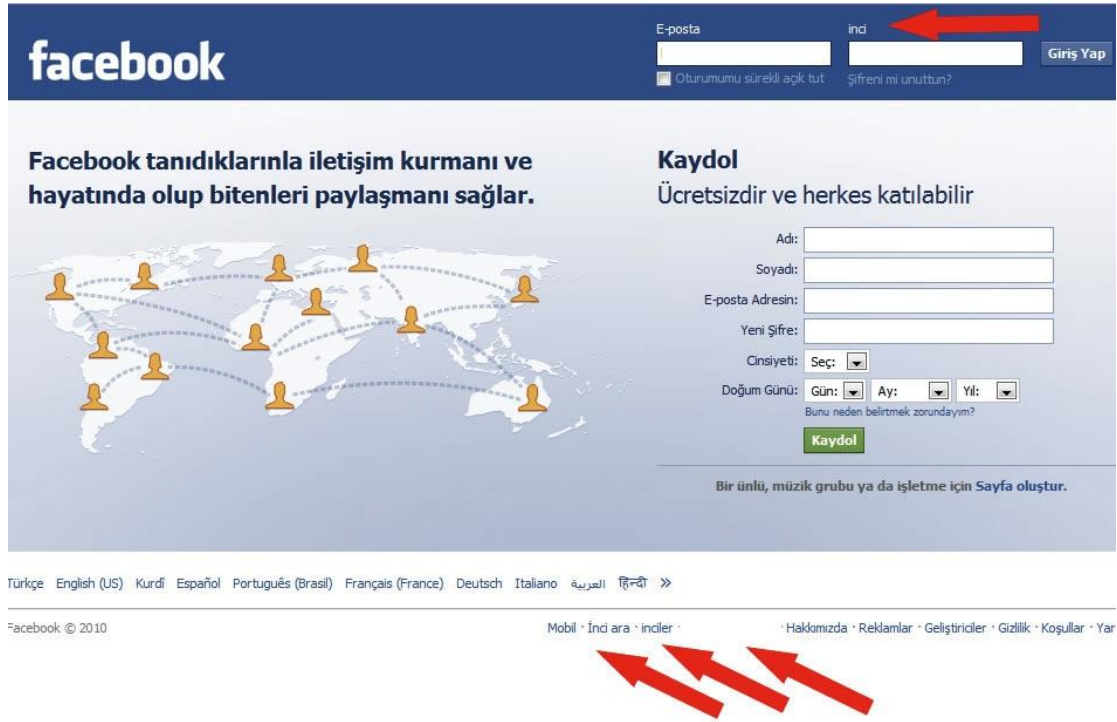 facebook
E-posta
inci
Giriş Yap
Oturumumu sürekli açık tut
Şifreni mi unuttun?
Facebook tanıdıklarınla iletişim kurmanı ve
hayatında olup bitenleri paylaşmanı sağlar.
Kaydol
Ücretsizdir ve herkes katılabilir
Adı:
Soyadı:
E-posta Adresin:
Yeni Şifre:
Cinsiyeti: Seç:
Doğum Günü: Gün: Ay: Yıl:
Bunu neden belirtmek zorundayım?
Kaydol
Bir ünlü, müzik grubu ya da işletme için Sayfa oluştur.
Türkçe English (US) Kurdî Español Português (Brasil) Français (France) Deutsch Italiano العربية हिन्दी »
Facebook © 2010
Mobil · İnci ara · inciler · · Hakkımızda · Reklamlar · Geliştiriciler · Gizlilik · Koşullar · Yar